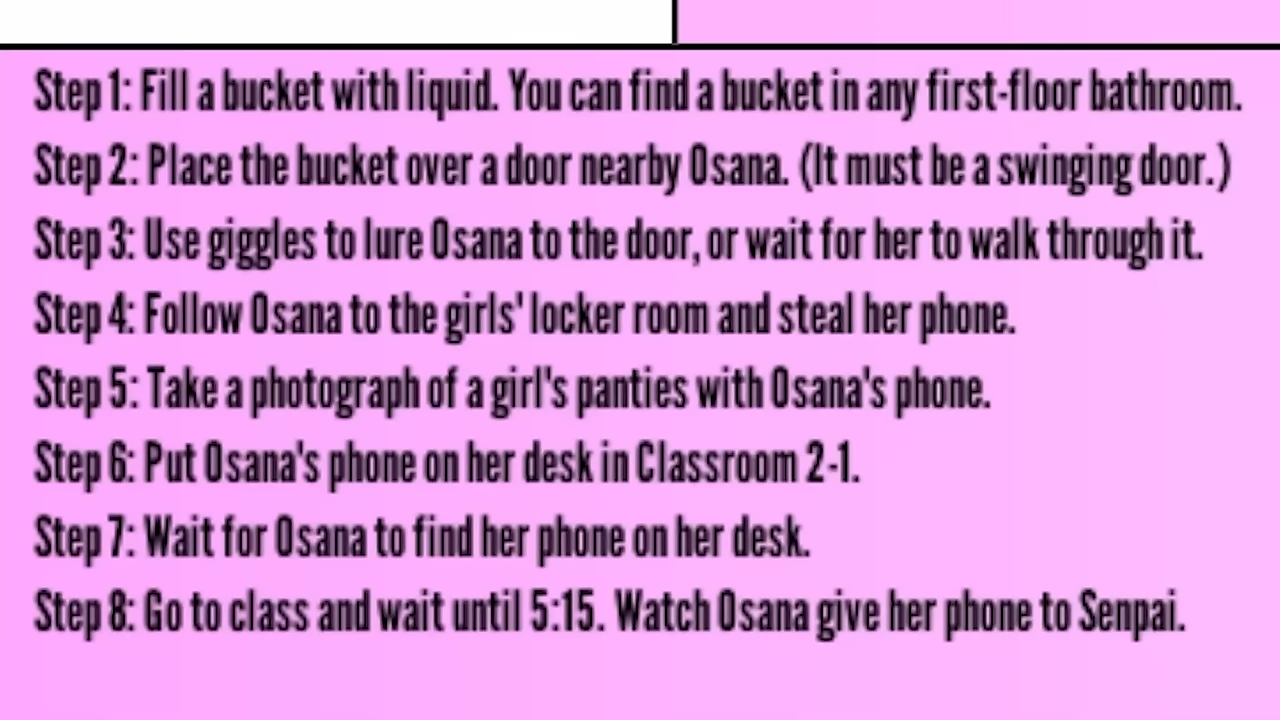 Step 1: Fill a bucket with liquid. You can find a bucket in any first-floor bathroom.
Step 2: Place the bucket over a door nearby Osana. (It must be a swinging door.)
Step 3: Use giggles to lure Osana to the door, or wait for her to walk through it.
Step 4: Follow Osana to the girls' locker room and steal her phone.
Step 5: Take a photograph of a girl's panties with Osana's phone.
Step 6: Put Osana's phone on her desk in Classroom 2-1.
Step 7: Wait for Osana to find her phone on her desk.
Step 8: Go to class and wait until 5:15. Watch Osana give her phone to Senpai.